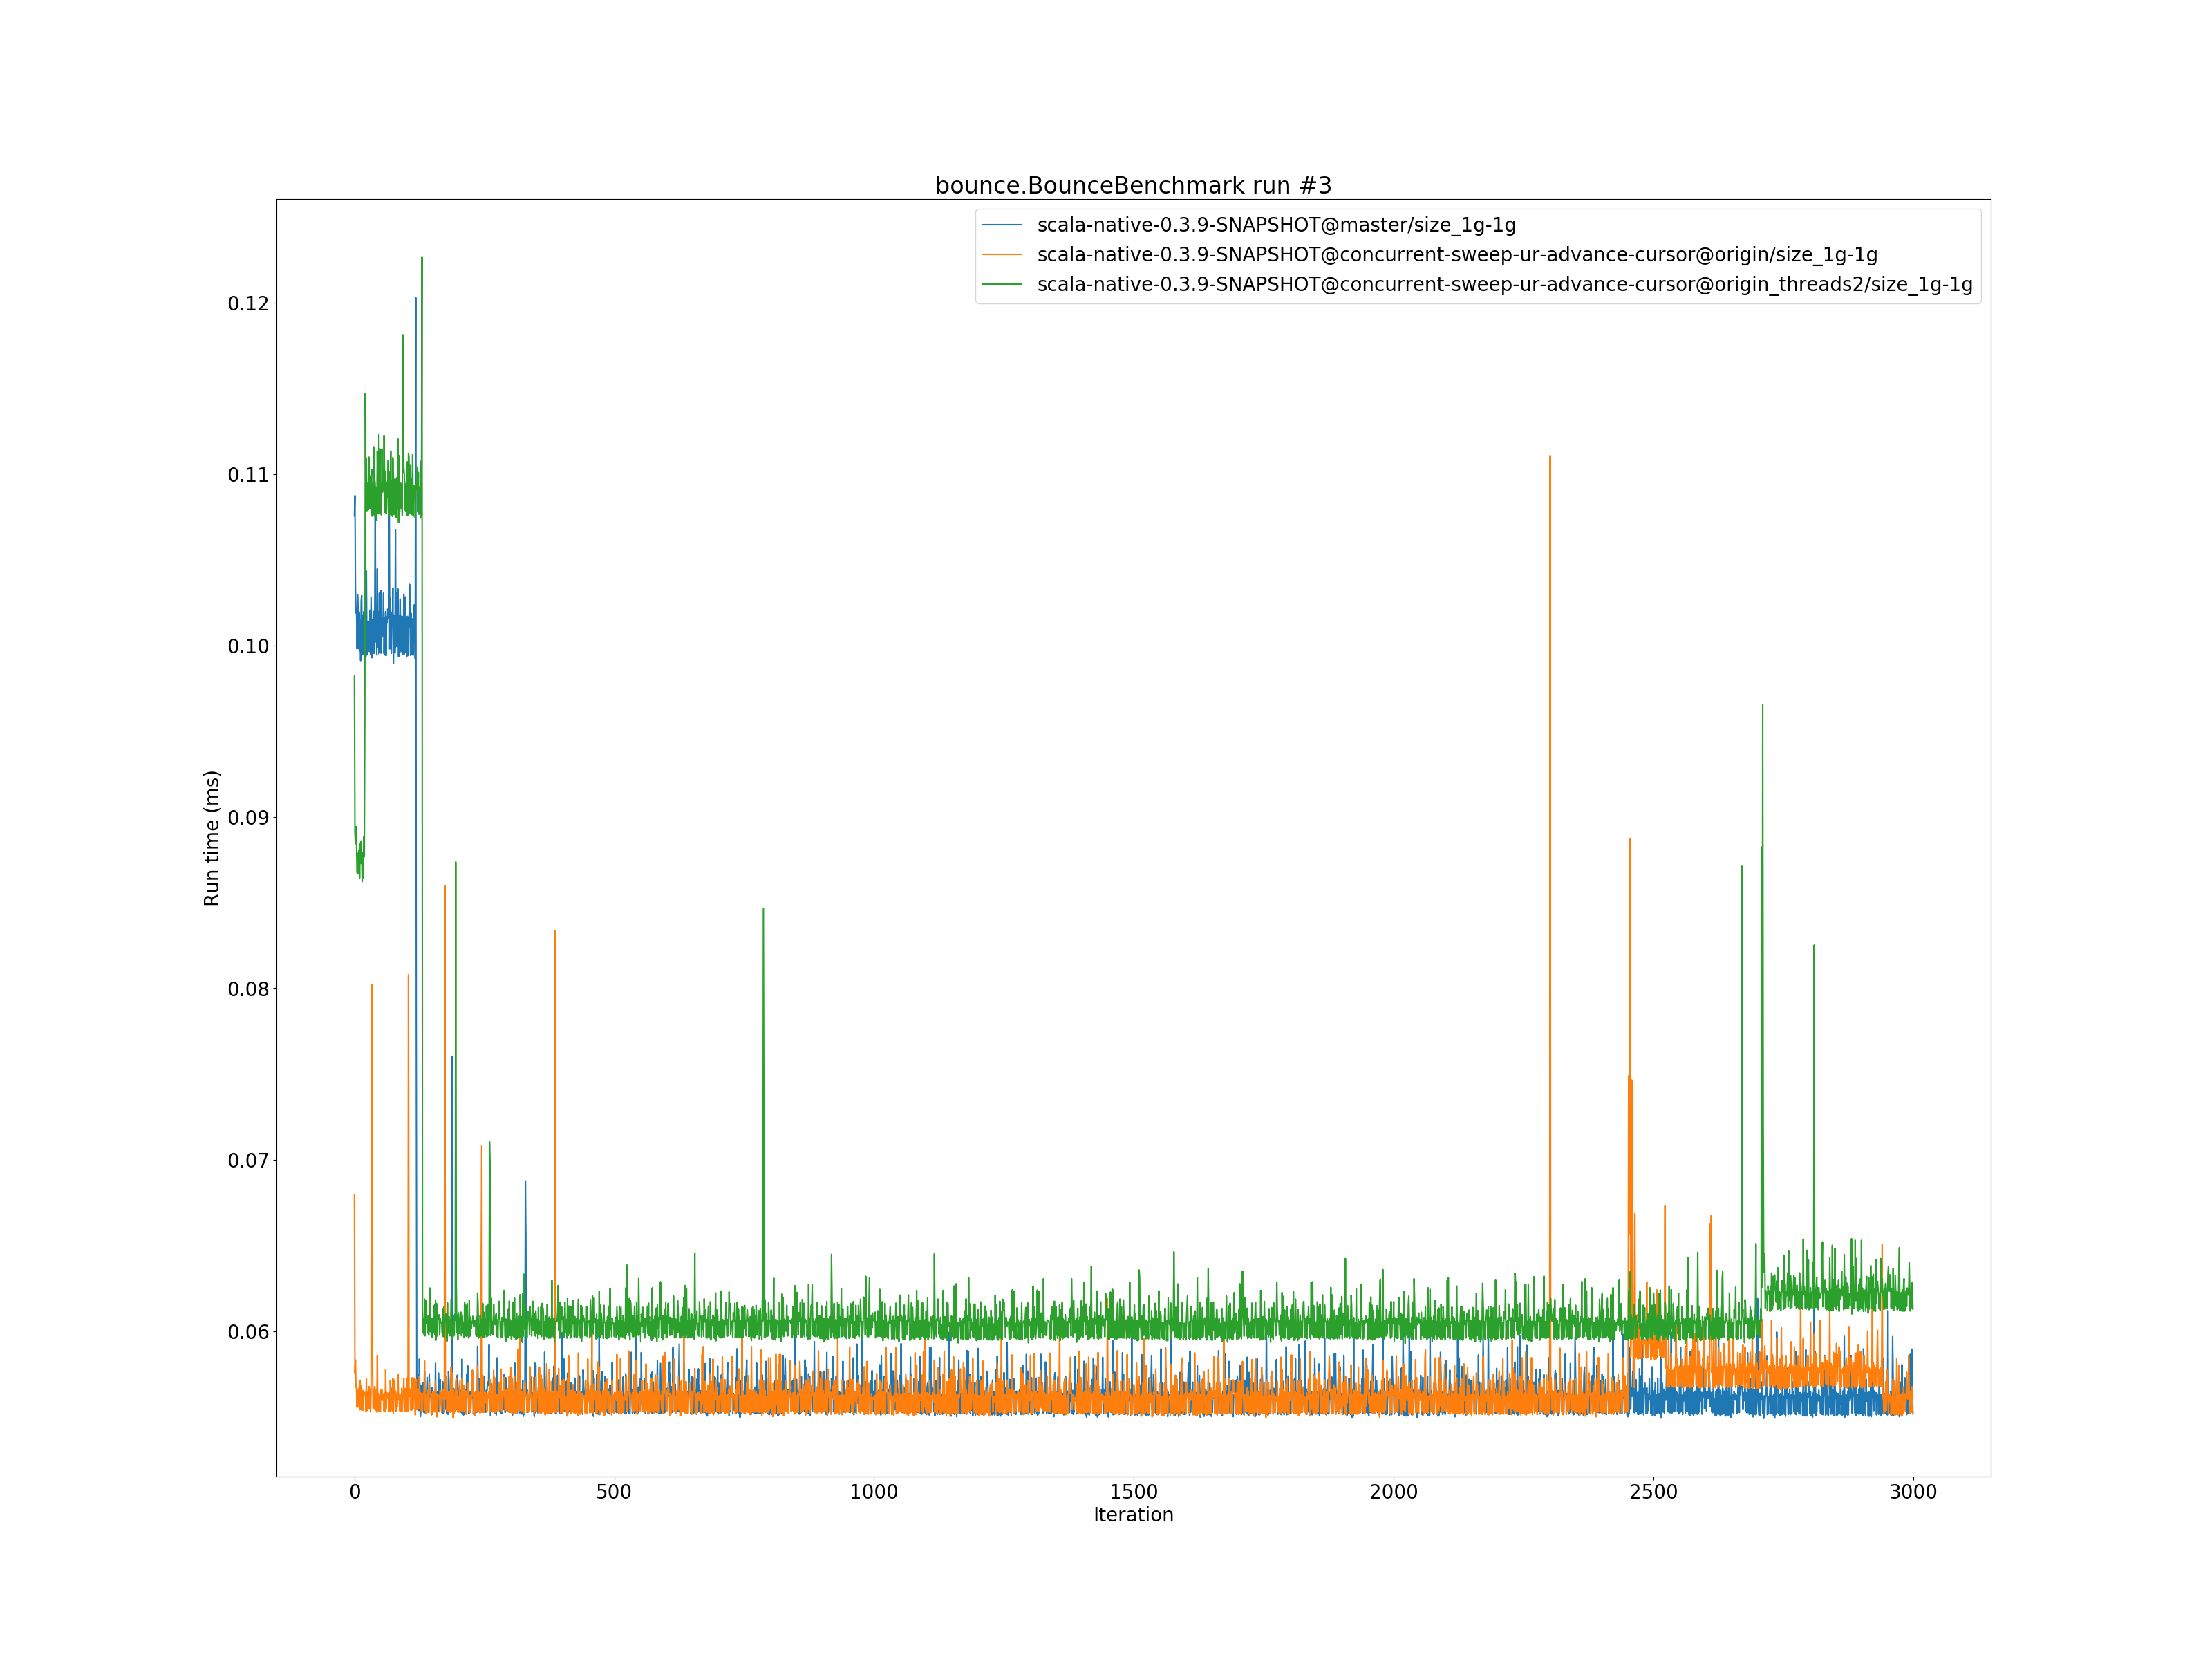 bounce.BounceBenchmark run #3
scala-native-0.3.9-SNAPSHOT@master/size_1g-1g
scala-native-0.3.9-SNAPSHOT@concurrent-sweep-ur-advance-cursor@origin/size_1g-1g
scala-native-0.3.9-SNAPSHOT@concurrent-sweep-ur-advance-cursor@origin_threads2/size_1g-1g
0.12
0.11
0.10
0.09
0.08
0.07
0.06
Run time (ms)
0 500 1000 1500 2000 2500 3000
Iteration